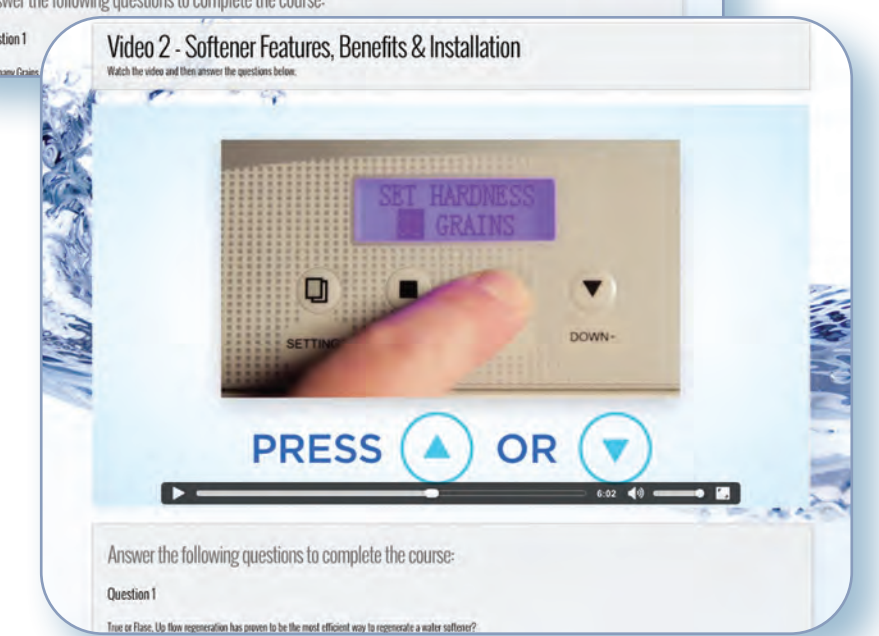 Answer the following questions to complete the course:
Question 1
many Grains
Video 2 - Softener Features, Benefits & Installation
Watch the video and then answer the questions below.
SET HARDNESS
GRAINS
SETTING
DOWN-
PRESS OR
6:02
Answer the following questions to complete the course:
Question 1
True or Flase, Up flow regeneration has proven to be the most efficient way to regenerate a water softener?